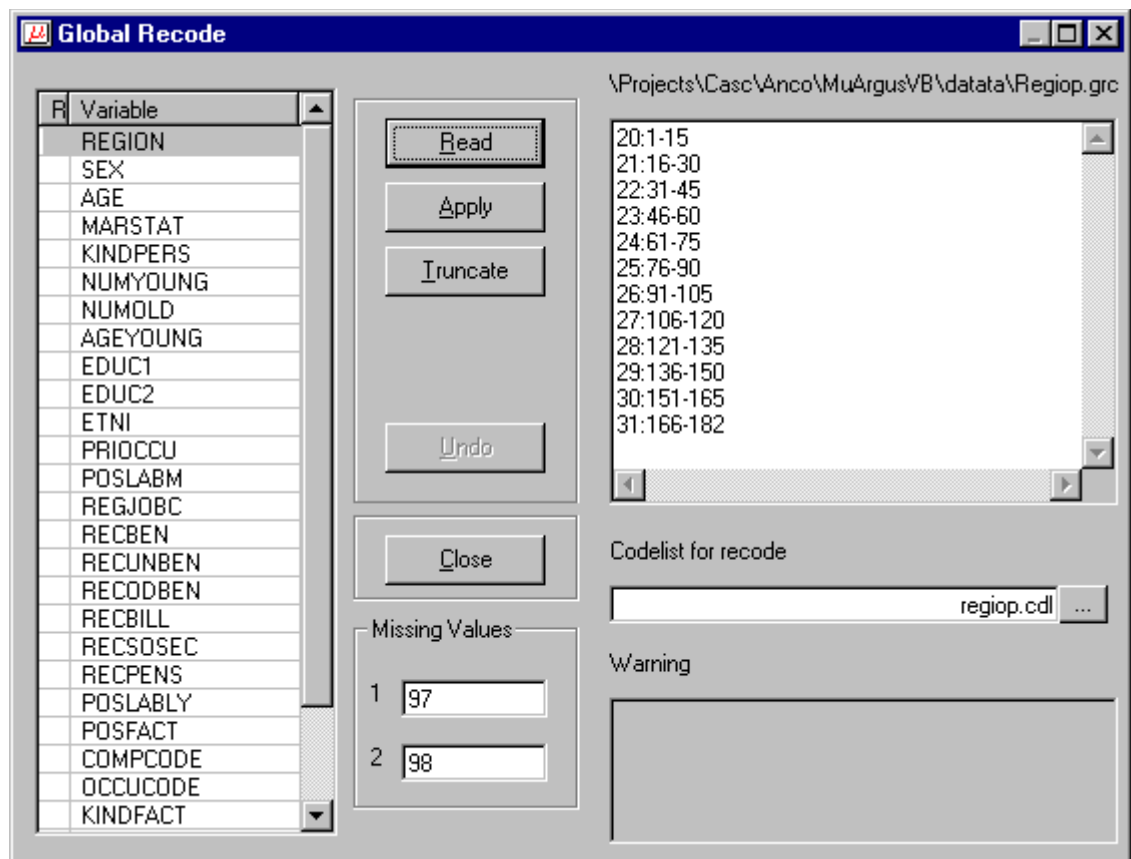 Global Recode
R Variable
REGION
SEX
AGE
MARSTAT
KINDPERS
NUMYOUNG
NUMOLD
AGEYOUNG
EDUC1
EDUC2
ETNI
PRIOCCU
POSLABM
REGJOBC
RECBEN
RECUNBEN
RECODBEN
RECBILL
RECSOSEC
RECPENS
POSLABLY
POSFACT
COMPCODE
OCCUCODE
KINDFACT
Read
Apply
Truncate
Undo
Close
Missing Values
1 97
2 98
\Projects\Casc\Anco\MuArgusVB\datata\Regiop.grc
20:1-15
21:16-30
22:31-45
23:46-60
24:61-75
25:76-90
26:91-105
27:106-120
28:121-135
29:136-150
30:151-165
31:166-182
Codelist for recode
regiop.cdl ...
Warning